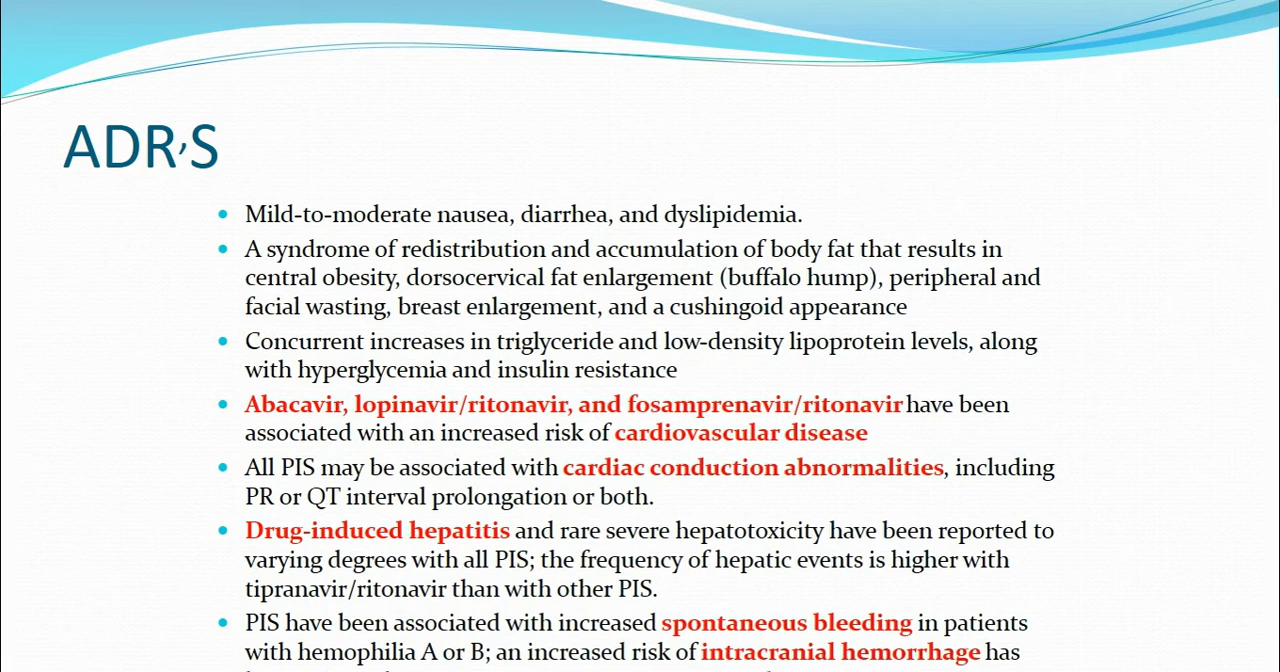 ADR,S
Mild-to-moderate nausea, diarrhea, and dyslipidemia.
A syndrome of redistribution and accumulation of body fat that results in
central obesity, dorsocervical fat enlargement (buffalo hump), peripheral and
facial wasting, breast enlargement, and a cushingoid appearance
Concurrent increases in triglyceride and low-density lipoprotein levels, along
with hyperglycemia and insulin resistance
Abacavir, lopinavir/ritonavir, and fosamprenavir/ritonavir have been
associated with an increased risk of cardiovascular disease
All PIS may be associated with cardiac conduction abnormalities, including
PR or QT interval prolongation or both.
Drug-induced hepatitis and rare severe hepatotoxicity have been reported to
varying degrees with all PIS; the frequency of hepatic events is higher with
tipranavir/ritonavir than with other PIS.
PIS have been associated with increased spontaneous bleeding in patients
with hemophilia A or B; an increased risk of intracranial hemorrhage has